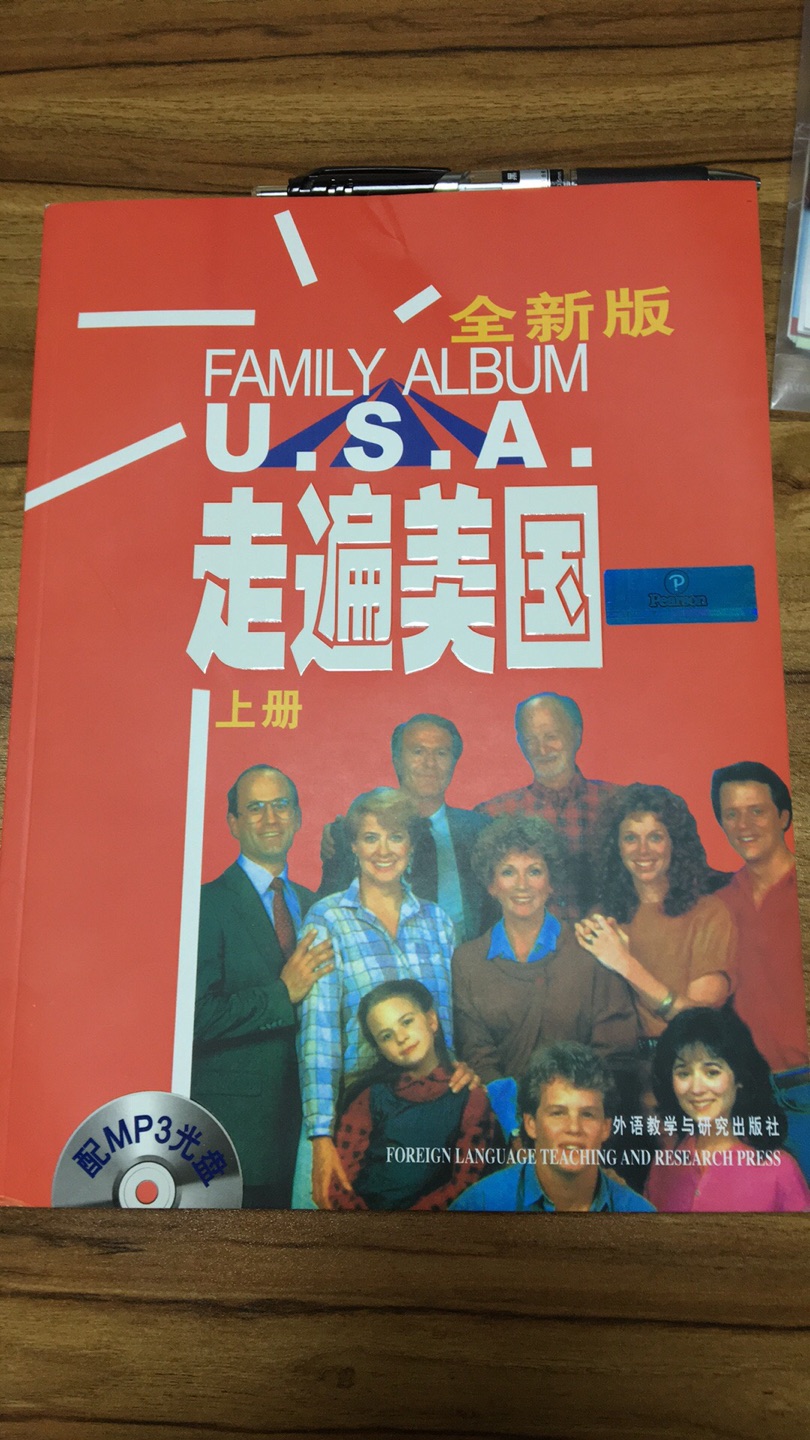 全新版
FAMILY ALBUM
U.S.A.
走遍美国
Pearson
上册
外语教学与研究出版社
FOREIGN LANGUAGE TEACHING AND RESEARCH PRESS
配MP3光盘